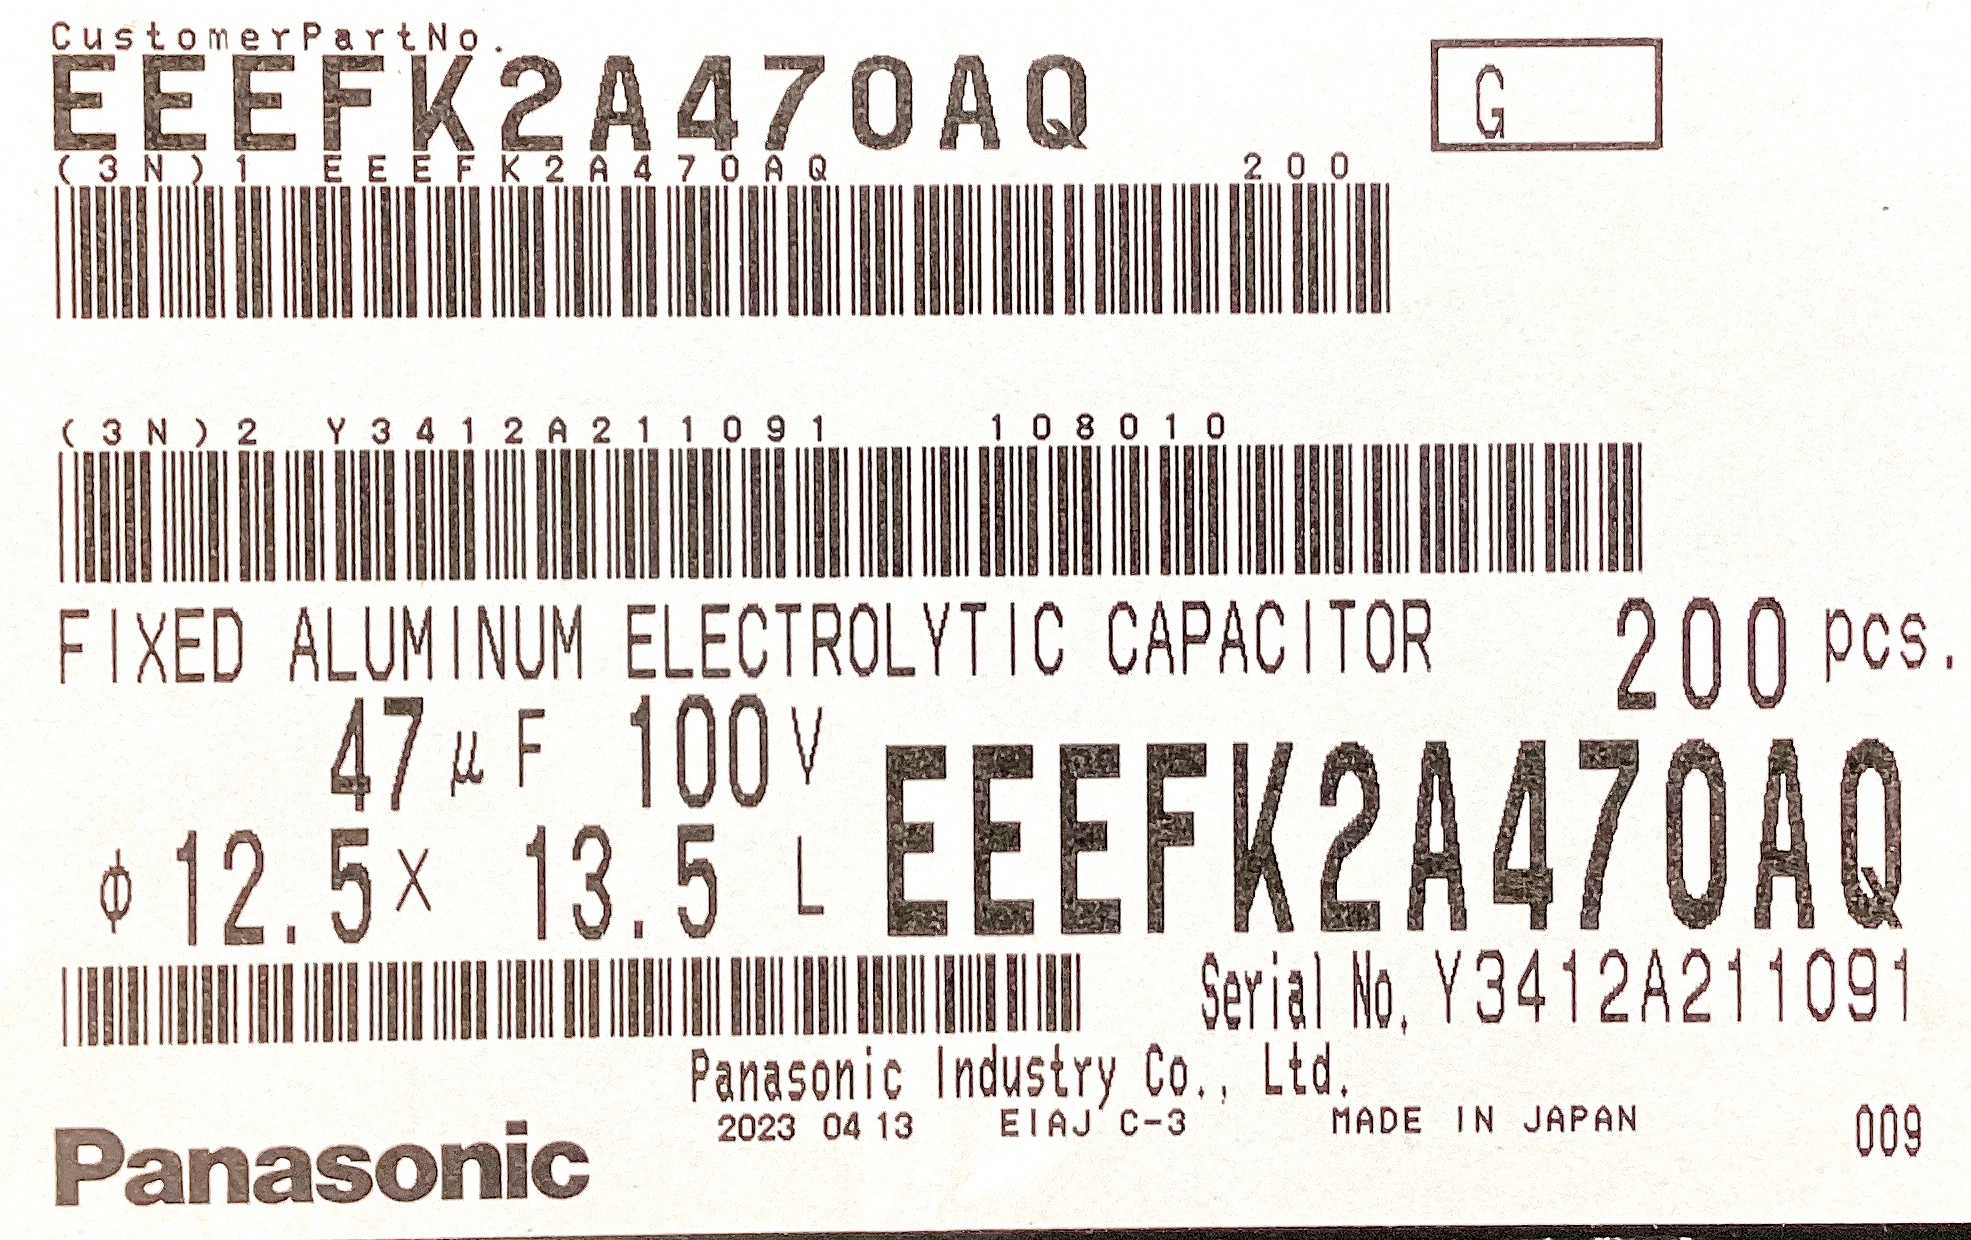 CustomerPartNo.
EEEFK2A470AQ
G
(3N)1 EEEFK2A470AQ 200
(3N)2 Y3412A211091 108010
FIXED ALUMINUM ELECTROLYTIC CAPACITOR 200 pcs.
47 μF 100V
EEEFK2A470AQ
φ12.5× 13.5 L
Serial No. Y3412A211091
Panasonic Industry Co., Ltd.
2023 04 13 EIAJ C-3 MADE IN JAPAN 009
Panasonic